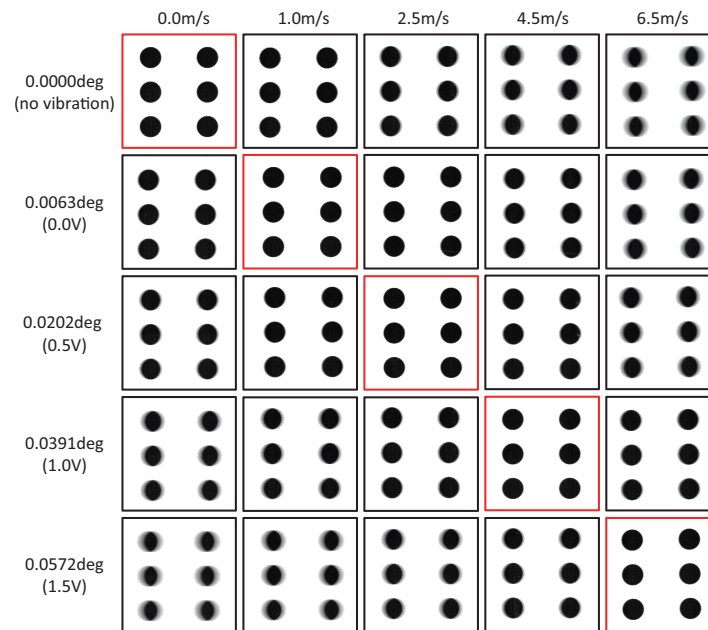 0.0m/s 1.0m/s 2.5m/s 4.5m/s 6.5m/s
0.0000deg
(no vibration)
0.0063deg
(0.0V)
0.0202deg
(0.5V)
0.0391deg
(1.0V)
0.0572deg
(1.5V)